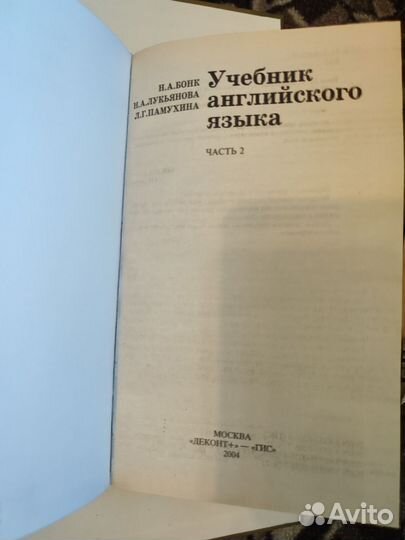 Н.А.БОНК
Н.А.ЛУКЬЯНОВА
Л.Г.ПАМУХИНА
Учебник
английского
языка
ЧАСТЬ 2
МОСКВА
«ДЕКОНТ+» — «ГИС»
2004
Avito